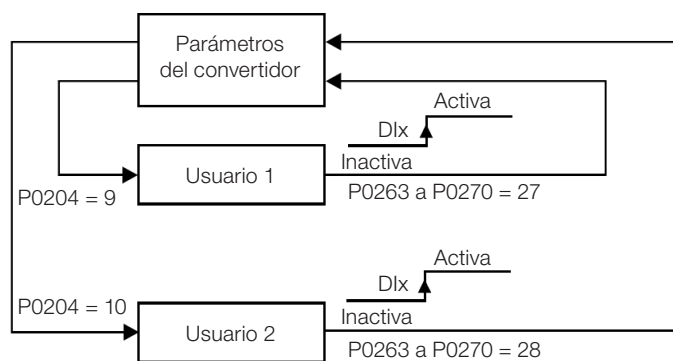 Parámetros
del convertidor
Activa
DIx
Inactiva
Usuario 1
P0204 = 9
P0263 a P0270 = 27
Activa
DIx
Inactiva
P0204 = 10
Usuario 2
P0263 a P0270 = 28